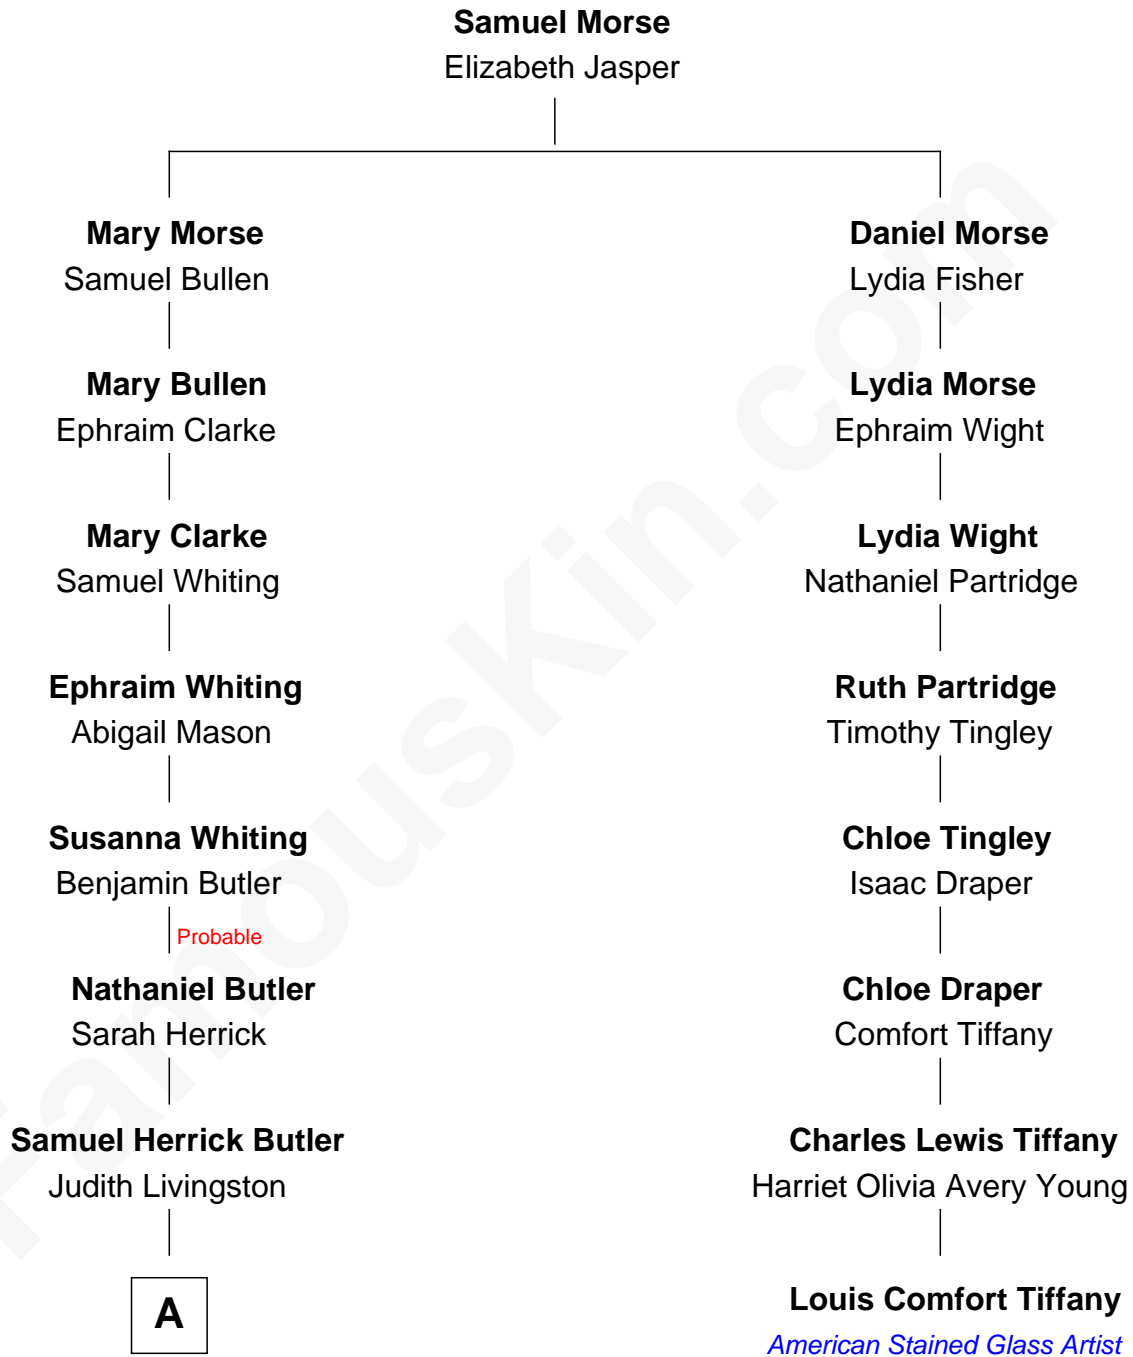 Samuel Morse
Elizabeth Jasper
Mary Morse
Samuel Bullen
Daniel Morse
Lydia Fisher
Mary Bullen
Ephraim Clarke
Lydia Morse
Ephraim Wight
Mary Clarke
Samuel Whiting
Lydia Wight
Nathaniel Partridge
Ephraim Whiting
Abigail Mason
Ruth Partridge
Timothy Tingley
Susanna Whiting
Benjamin Butler
Chloe Tingley
Isaac Draper
Probable
Nathaniel Butler
Sarah Herrick
Chloe Draper
Comfort Tiffany
Samuel Herrick Butler
Judith Livingston
Charles Lewis Tiffany
Harriet Olivia Avery Young
A
Louis Comfort Tiffany
American Stained Glass Artist
FamousKin.com